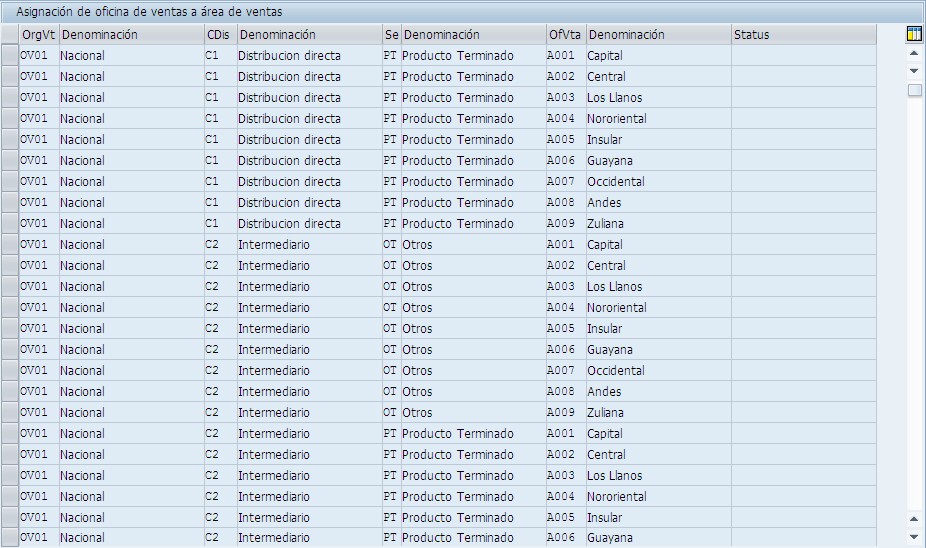 Asignación de oficina de ventas a área de ventas
OrgVt Denominación CDis Denominación Se Denominación OfVta Denominación Status
OV01 Nacional C1 Distribucion directa PT Producto Terminado A001 Capital
OV01 Nacional C1 Distribucion directa PT Producto Terminado A002 Central
OV01 Nacional C1 Distribucion directa PT Producto Terminado A003 Los Llanos
OV01 Nacional C1 Distribucion directa PT Producto Terminado A004 Nororiental
OV01 Nacional C1 Distribucion directa PT Producto Terminado A005 Insular
OV01 Nacional C1 Distribucion directa PT Producto Terminado A006 Guayana
OV01 Nacional C1 Distribucion directa PT Producto Terminado A007 Occidental
OV01 Nacional C1 Distribucion directa PT Producto Terminado A008 Andes
OV01 Nacional C1 Distribucion directa PT Producto Terminado A009 Zuliana
OV01 Nacional C2 Intermediario OT Otros A001 Capital
OV01 Nacional C2 Intermediario OT Otros A002 Central
OV01 Nacional C2 Intermediario OT Otros A003 Los Llanos
OV01 Nacional C2 Intermediario OT Otros A004 Nororiental
OV01 Nacional C2 Intermediario OT Otros A005 Insular
OV01 Nacional C2 Intermediario OT Otros A006 Guayana
OV01 Nacional C2 Intermediario OT Otros A007 Occidental
OV01 Nacional C2 Intermediario OT Otros A008 Andes
OV01 Nacional C2 Intermediario OT Otros A009 Zuliana
OV01 Nacional C2 Intermediario PT Producto Terminado A001 Capital
OV01 Nacional C2 Intermediario PT Producto Terminado A002 Central
OV01 Nacional C2 Intermediario PT Producto Terminado A003 Los Llanos
OV01 Nacional C2 Intermediario PT Producto Terminado A004 Nororiental
OV01 Nacional C2 Intermediario PT Producto Terminado A005 Insular
OV01 Nacional C2 Intermediario PT Producto Terminado A006 Guayana